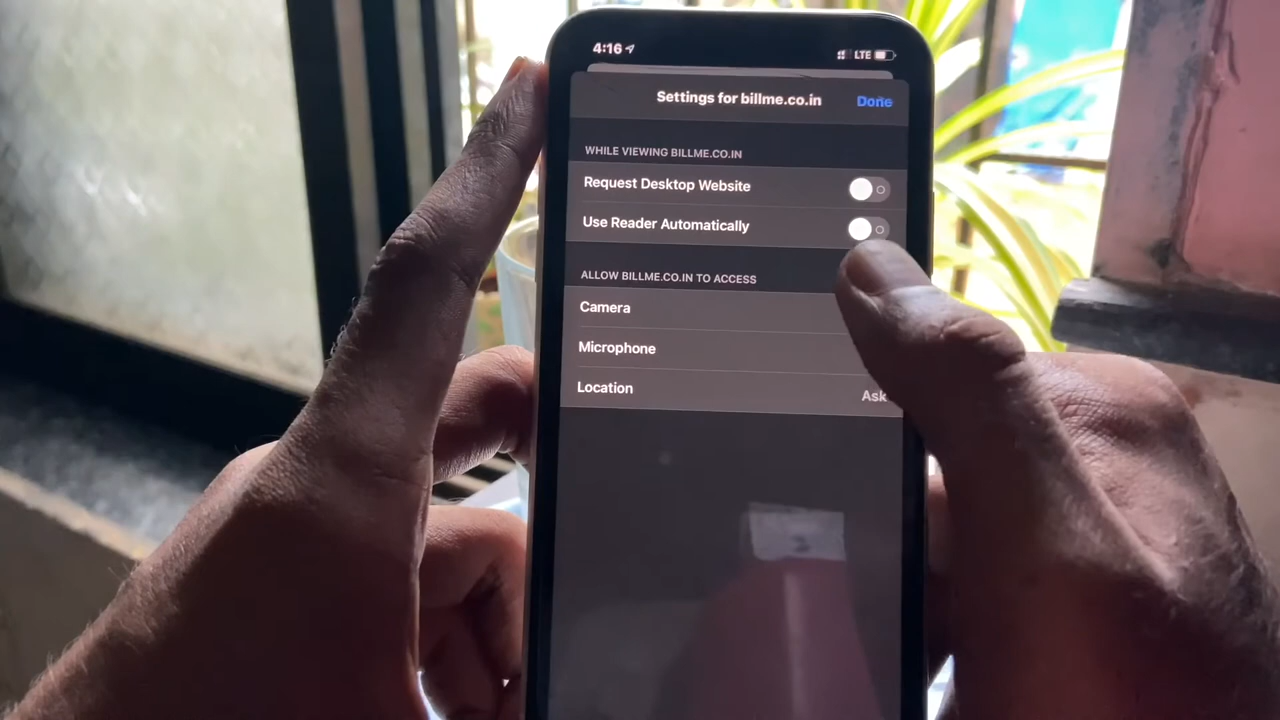 4:16
LTE
Settings for billme.co.in
Done
WHILE VIEWING BILLME.CO.IN
Request Desktop Website
Use Reader Automatically
ALLOW BILLME.CO.IN TO ACCESS
Camera
Microphone
Location
Ask